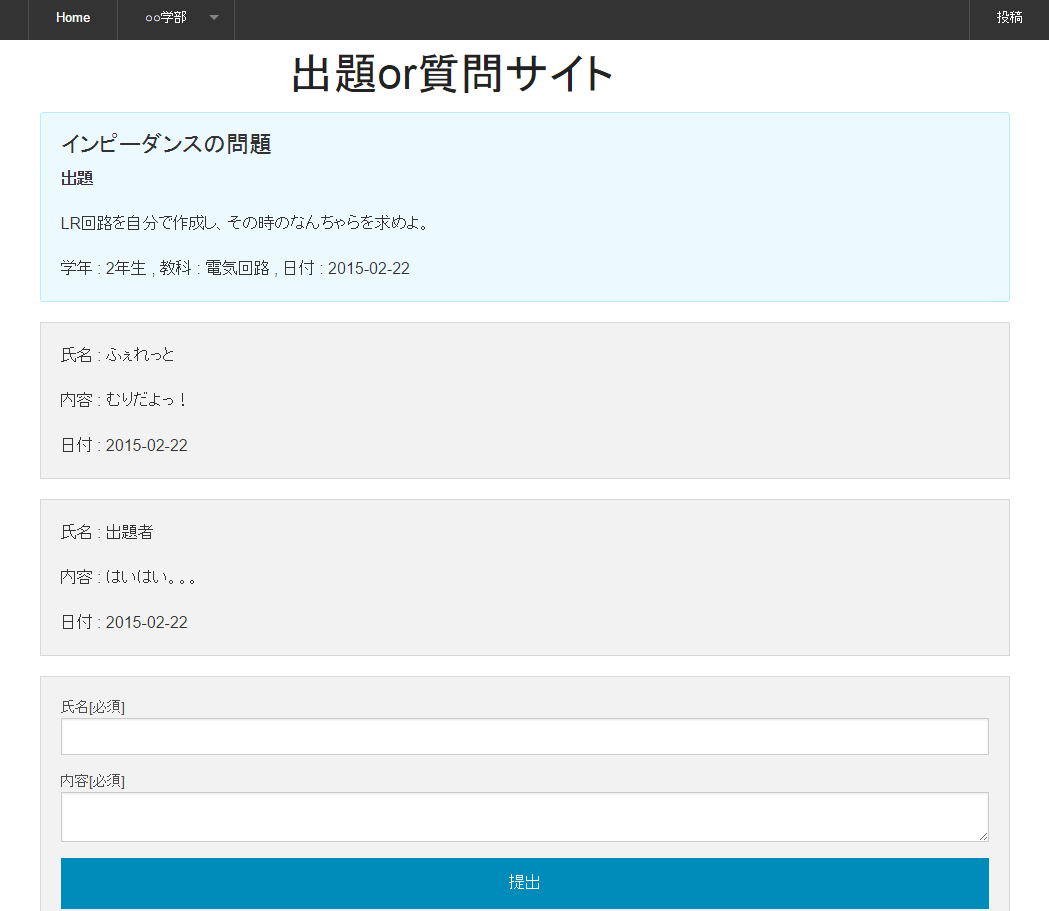 Home ○○学部 投稿
出題or質問サイト
インピーダンスの問題
出題
LR回路を自分で作成し、その時のなんちゃらを求めよ。
学年 : 2年生 , 教科 : 電気回路 , 日付 : 2015-02-22
氏名 : ふぇれっと
内容 : むりだよっ！
日付 : 2015-02-22
氏名 : 出題者
内容 : はいはい。。。
日付 : 2015-02-22
氏名[必須]
内容[必須]
提出